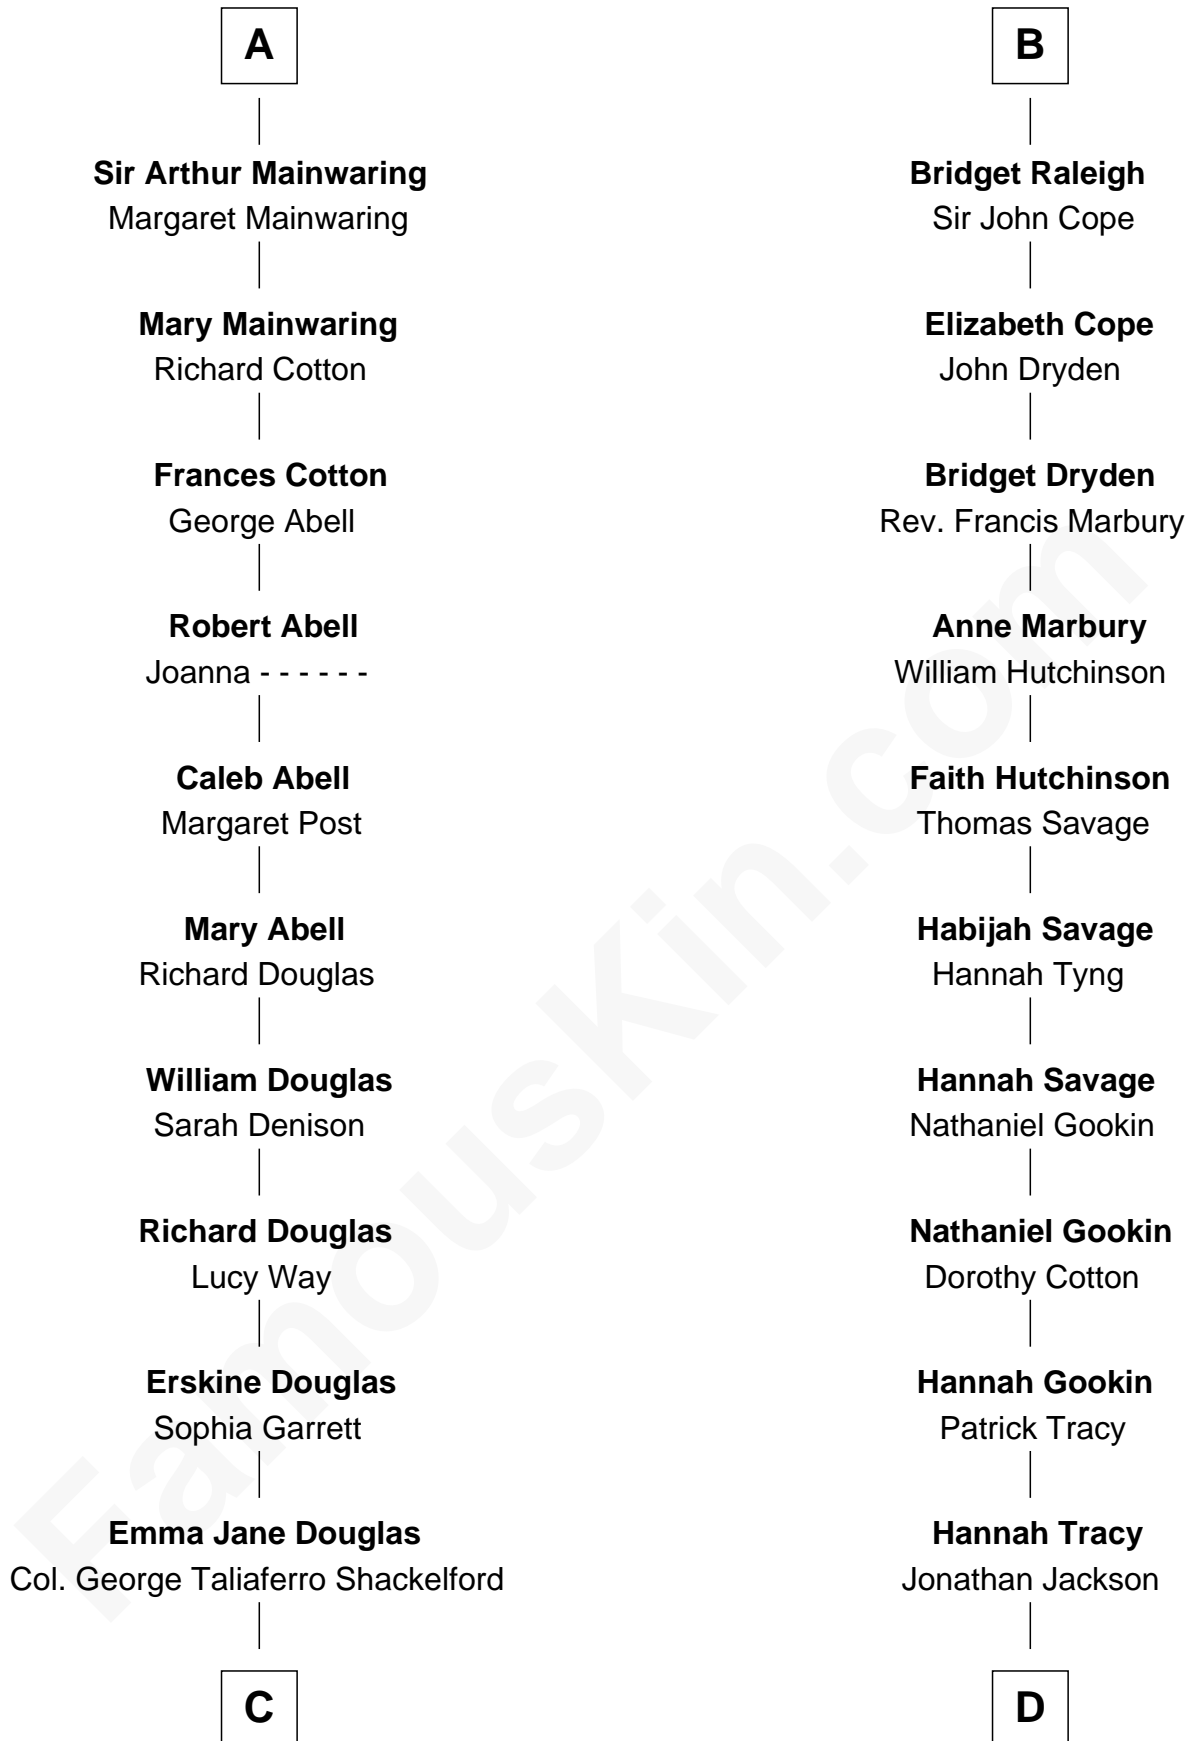 A
Sir Arthur Mainwaring
Margaret Mainwaring
Mary Mainwaring
Richard Cotton
Frances Cotton
George Abell
Robert Abell
Joanna - - - - - -
Caleb Abell
Margaret Post
Mary Abell
Richard Douglas
William Douglas
Sarah Denison
Richard Douglas
Lucy Way
Erskine Douglas
Sophia Garrett
Emma Jane Douglas
Col. George Taliaferro Shackelford
C
B
Bridget Raleigh
Sir John Cope
Elizabeth Cope
John Dryden
Bridget Dryden
Rev. Francis Marbury
Anne Marbury
William Hutchinson
Faith Hutchinson
Thomas Savage
Habijah Savage
Hannah Tyng
Hannah Savage
Nathaniel Gookin
Nathaniel Gookin
Dorothy Cotton
Hannah Gookin
Patrick Tracy
Hannah Tracy
Jonathan Jackson
D
FamousKin.com